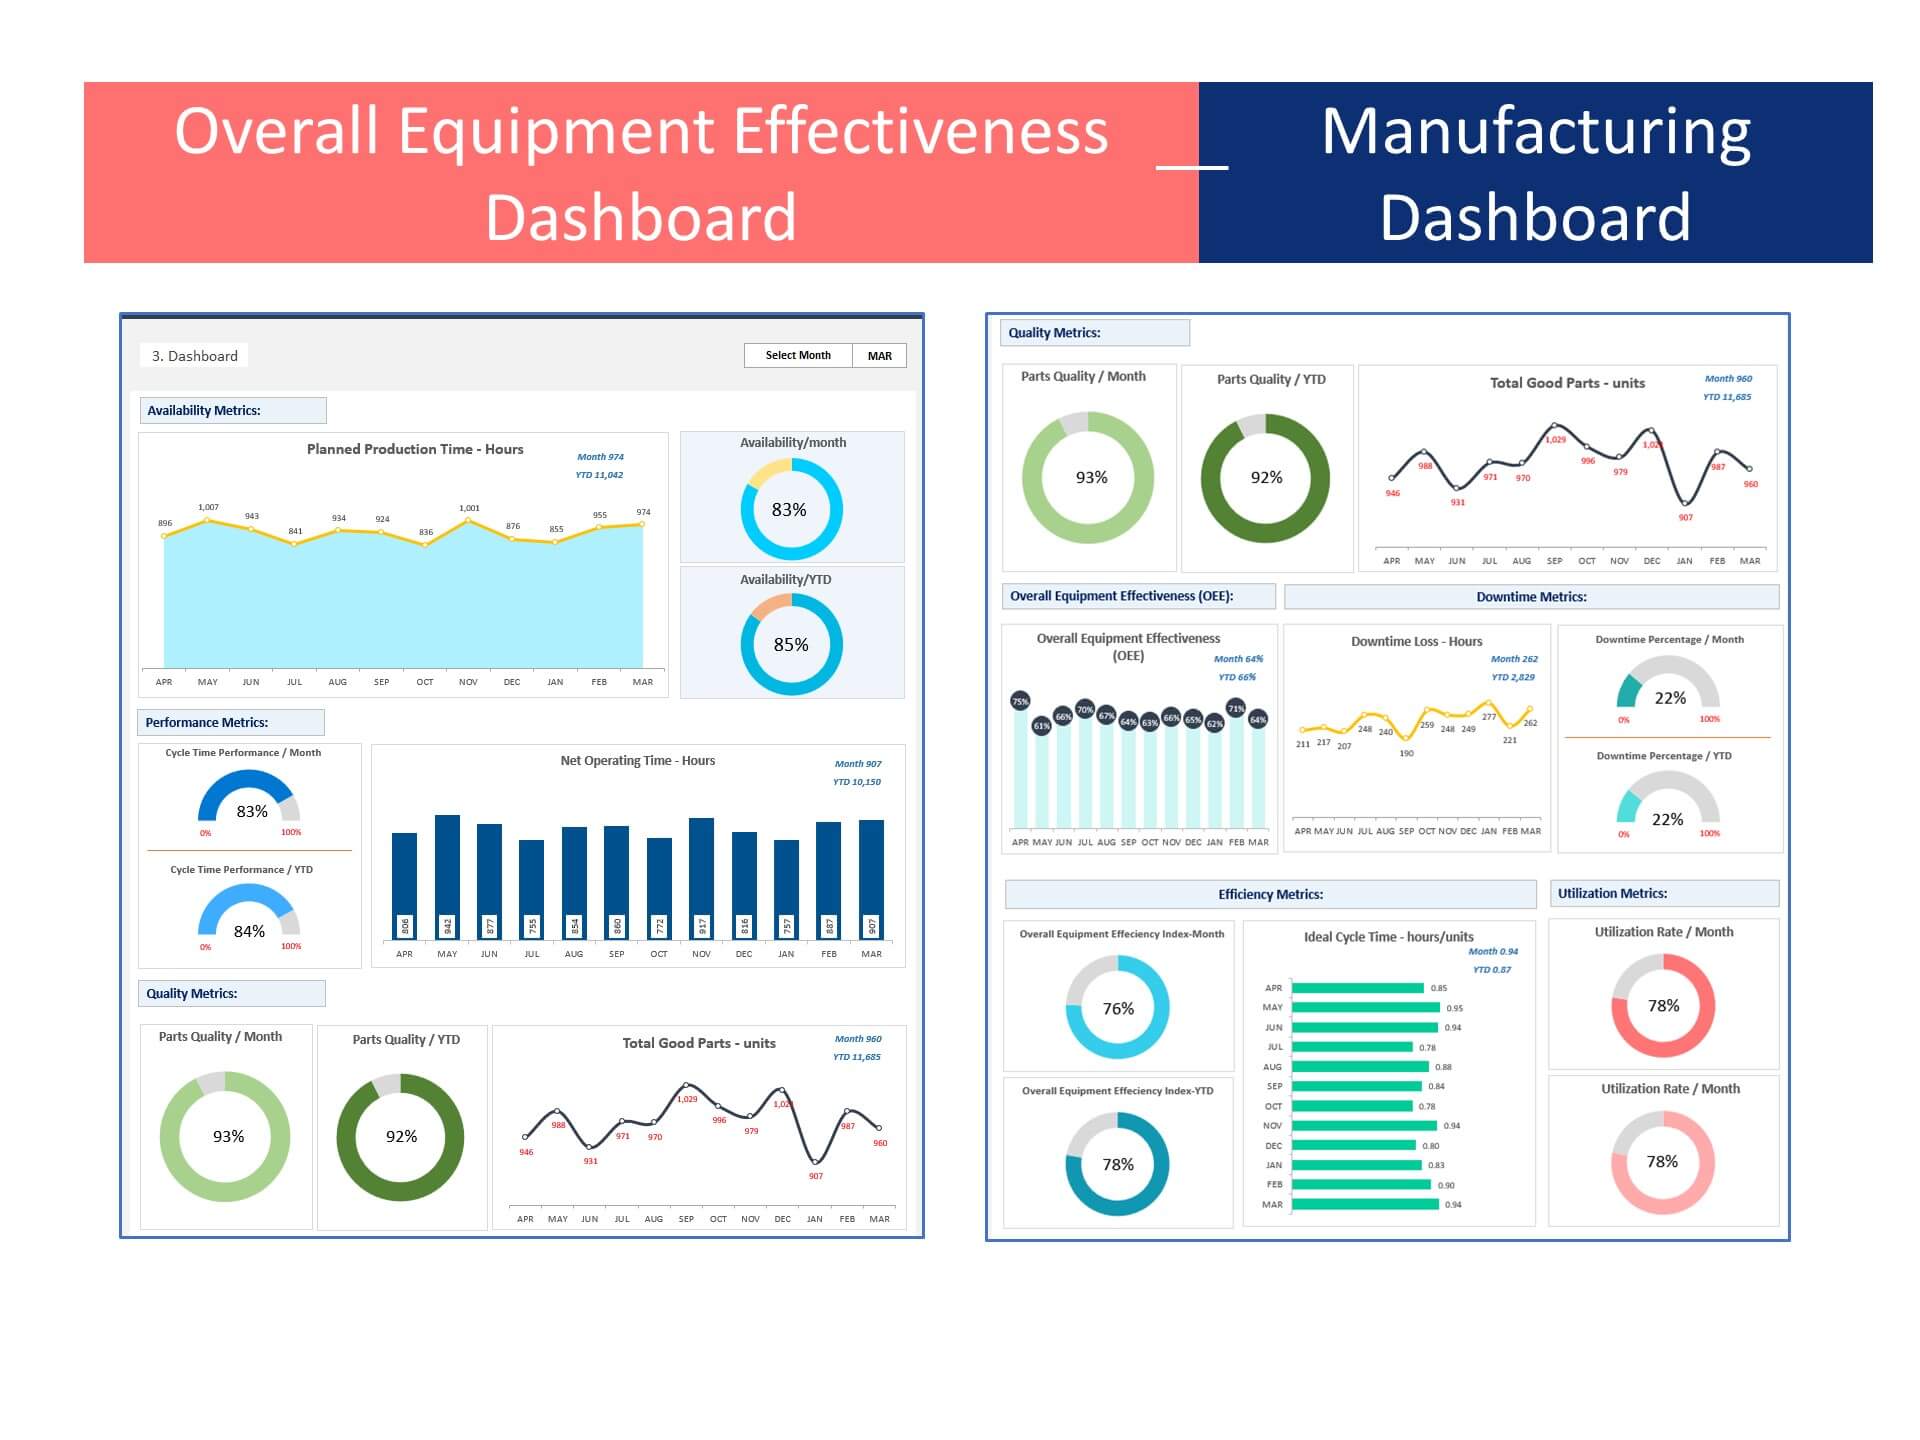 Overall Equipment Effectiveness
Dashboard
Manufacturing
Dashboard
3. Dashboard
Select Month
MAR
Availability Metrics:
Planned Production Time - Hours
Month 974
YTD 11,042
896
1,007
943
841
934
924
836
1,001
876
855
955
974
APR MAY JUN JUL AUG SEP OCT NOV DEC JAN FEB MAR
Availability/month
83%
Availability/YTD
85%
Performance Metrics:
Cycle Time Performance / Month
83%
0% 100%
Cycle Time Performance / YTD
84%
0% 100%
Net Operating Time - Hours
Month 907
YTD 10,150
806 942 877 755 854 860 772 917 816 757 887 907
APR MAY JUN JUL AUG SEP OCT NOV DEC JAN FEB MAR
Quality Metrics:
Parts Quality / Month
93%
Parts Quality / YTD
92%
Total Good Parts - units
Month 960
YTD 11,685
946
988
931
971
970
1,029
996
979
1,021
907
987
960
APR MAY JUN JUL AUG SEP OCT NOV DEC JAN FEB MAR
Quality Metrics:
Parts Quality / Month
93%
Parts Quality / YTD
92%
Total Good Parts - units
Month 960
YTD 11,685
946
988
931
971
970
1,029
996
979
1,021
907
987
960
APR MAY JUN JUL AUG SEP OCT NOV DEC JAN FEB MAR
Overall Equipment Effectiveness (OEE):
Overall Equipment Effectiveness
(OEE)
Month 64%
YTD 66%
75% 61% 66% 70% 67% 64% 63% 66% 65% 62% 71% 64%
APR MAY JUN JUL AUG SEP OCT NOV DEC JAN FEB MAR
Downtime Metrics:
Downtime Loss - Hours
Month 262
YTD 2,829
211 217 207 248 240 190 259 248 249 277 221 262
APR MAY JUN JUL AUG SEP OCT NOV DEC JAN FEB MAR
Downtime Percentage / Month
22%
0% 100%
Downtime Percentage / YTD
22%
0% 100%
Efficiency Metrics:
Overall Equipment Effeciency Index-Month
76%
Overall Equipment Effeciency Index-YTD
78%
Ideal Cycle Time - hours/units
Month 0.94
YTD 0.87
APR 0.85
MAY 0.95
JUN 0.94
JUL 0.78
AUG 0.88
SEP 0.84
OCT 0.78
NOV 0.94
DEC 0.80
JAN 0.83
FEB 0.90
MAR 0.94
Utilization Metrics:
Utilization Rate / Month
78%
Utilization Rate / Month
78%